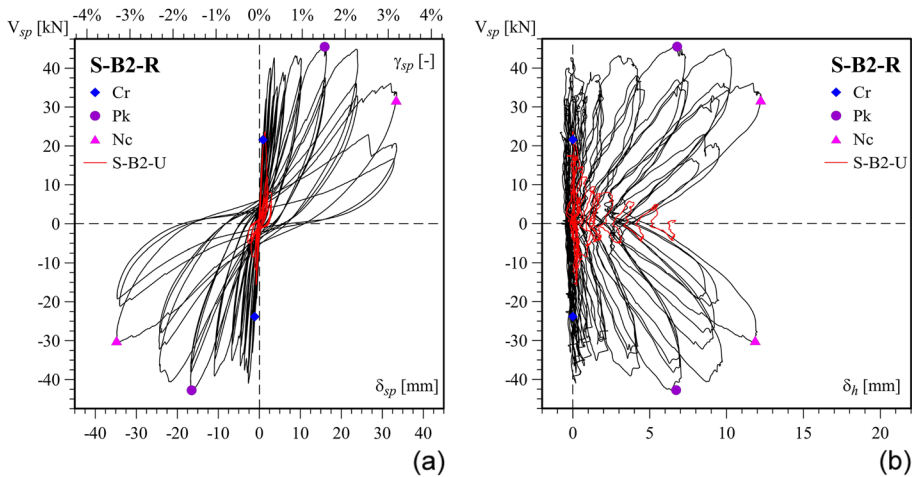 -4% -3% -2% -1% 0% 1% 2% 3% 4%
V_sp [kN]
S-B2-R
γ_sp [-]
Cr
Pk
Nc
S-B2-U
40
30
20
10
0
-10
-20
-30
-40
δ_sp [mm]
-40 -30 -20 -10 0 10 20 30 40
(a)
V_sp [kN]
S-B2-R
Cr
Pk
Nc
S-B2-U
40
30
20
10
0
-10
-20
-30
-40
δ_h [mm]
0 5 10 15 20
(b)